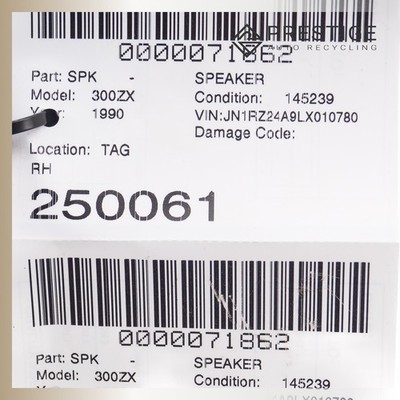 PRESTIGE
AUTO RECYCLING
0000071862
Part: SPK - SPEAKER
Model: 300ZX Condition: 145239
Year: 1990 VIN:JN1RZ24A9LX010780
Damage Code:
Location: TAG
RH
250061
0000071862
Part: SPK - SPEAKER
Model: 300ZX Condition: 145239